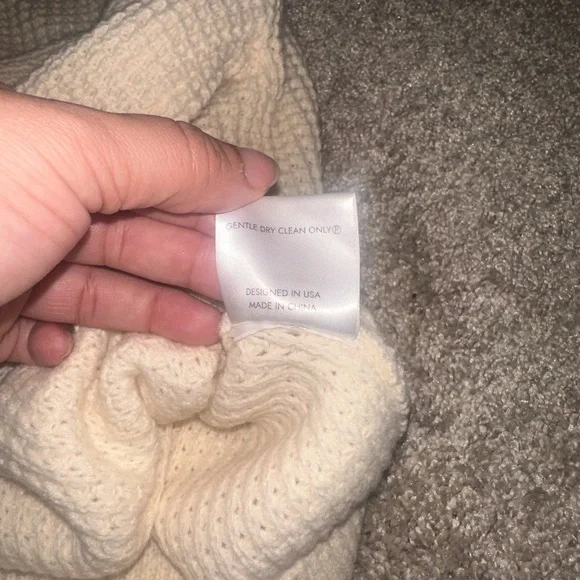 GENTLE DRY CLEAN ONLY Ⓟ
DESIGNED IN USA
MADE IN CHINA